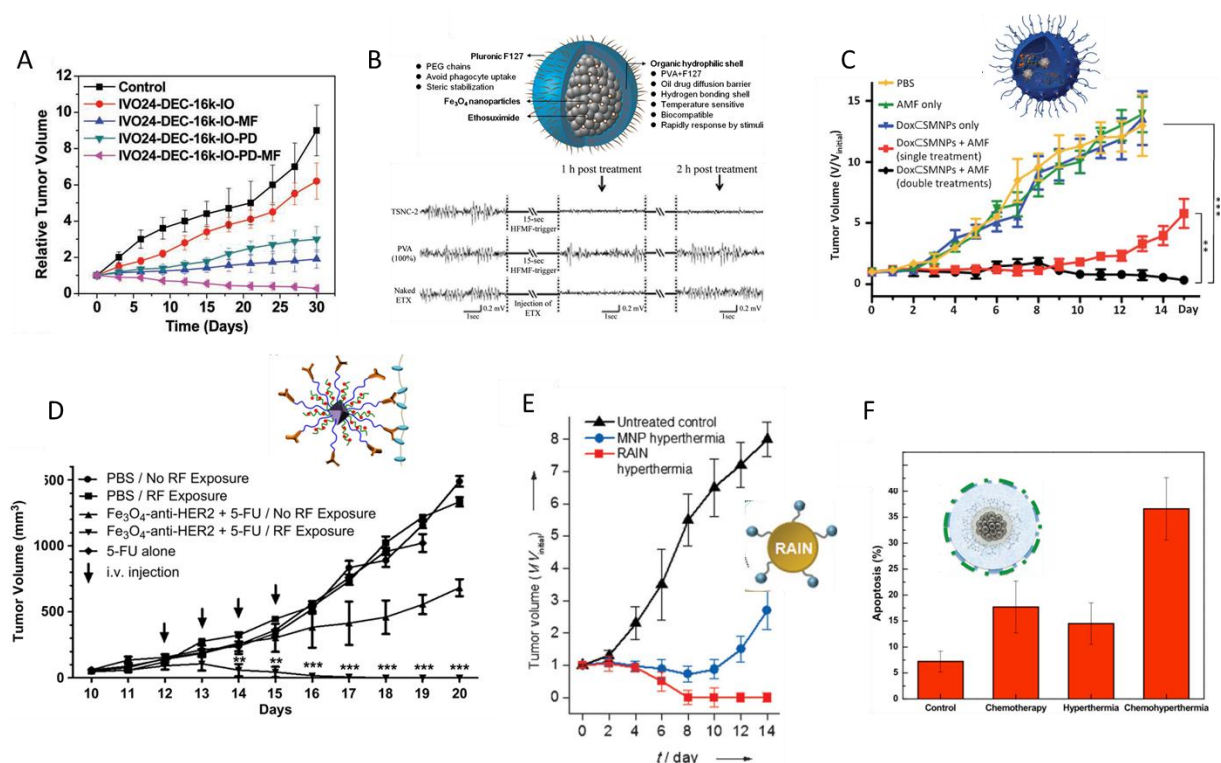 A
Relative Tumor Volume
12
10
8
6
4
2
0
Control
IVO24-DEC-16k-IO
IVO24-DEC-16k-IO-MF
IVO24-DEC-16k-IO-PD
IVO24-DEC-16k-IO-PD-MF
0 5 10 15 20 25 30
Time (Days)
B
Pluronic F127
● PEG chains
● Avoid phagocyte uptake
● Steric stabilization
Fe3O4 nanoparticles
Ethosuximide
Organic hydrophilic shell
● PVA+F127
● Oil drug diffusion barrier
● Hydrogen bonding shell
● Temperature sensitive
● Biocompatible
● Rapidly response by stimuli
1 h post treatment
2 h post treatment
TSNC-2
15-sec
HFMF-trigger
PVA
(100%)
15-sec
HFMF-trigger
Naked
ETX
Injection of
ETX
1sec
0.2 mV
1sec
0.2 mV
1sec
0.2 mV
C
Tumor Volume (V/Vinitial)
15
10
5
0
PBS
AMF only
Dox⊂SMNPs only
Dox⊂SMNPs + AMF
(single treatment)
Dox⊂SMNPs + AMF
(double treatments)
***
**
0 2 4 6 8 10 12 14 Day
D
Tumor Volume (mm3)
1000
500
0
PBS / No RF Exposure
PBS / RF Exposure
Fe3O4-anti-HER2 + 5-FU / No RF Exposure
Fe3O4-anti-HER2 + 5-FU / RF Exposure
5-FU alone
i.v. injection
** ** *** *** *** *** ***
10 11 12 13 14 15 16 17 18 19 20
Days
E
Tumor volume (V/Vinitial)
8
7
6
5
4
3
2
1
0
Untreated control
MNP hyperthermia
RAIN
hyperthermia
RAIN
0 2 4 6 8 10 12 14
t / day
F
Apoptosis (%)
40
35
30
25
20
15
10
5
0
Control Chemotherapy Hyperthermia Chemohyperthermia